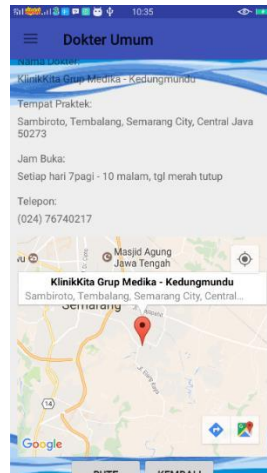 10:35
Dokter Umum
Nama Dokter:
KlinikKita Grup Medika - Kedungmundu
Tempat Praktek:
Sambiroto, Tembalang, Semarang City, Central Java
50273
Jam Buka:
Setiap hari 7pagi - 10 malam, tgl merah tutup
Telepon:
(024) 76740217
Masjid Agung
Jawa Tengah
KlinikKita Grup Medika - Kedungmundu
Sambiroto, Tembalang, Semarang City, Central...
Semarang
Google
RUTE
KEMBALI